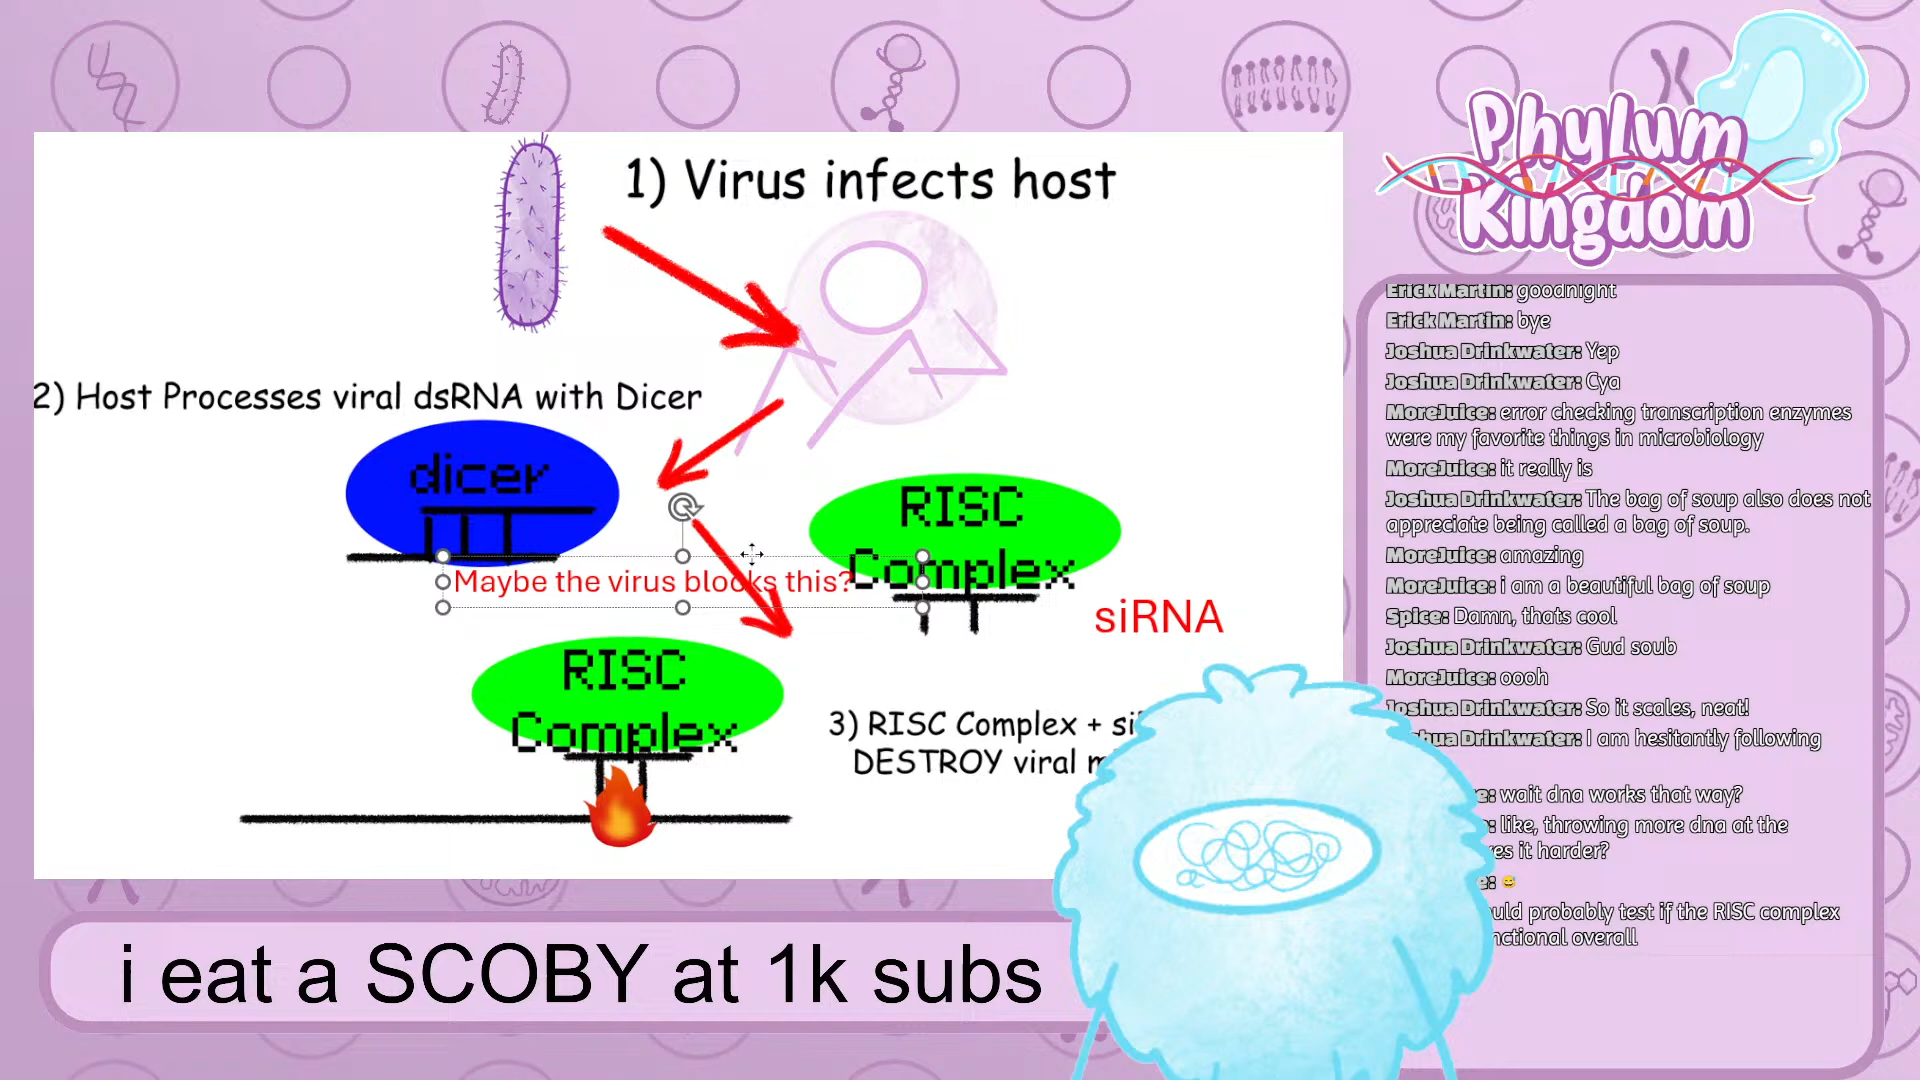 1) Virus infects host
2) Host Processes viral dsRNA with Dicer
dicer
RISC
Complex
Maybe the virus blocks this?
siRNA
RISC
Complex
3) RISC Complex +
DESTROY viral
i eat a SCOBY at 1k subs
Phylum
Kingdom
Erick Martin: goodnight
Erick Martin: bye
Joshua Drinkwater: Yep
Joshua Drinkwater: Cya
MoreJuice: error checking transcription enzymes
were my favorite things in microbiology
MoreJuice: it really is
Joshua Drinkwater: The bag of soup also does not
appreciate being called a bag of soup.
MoreJuice: amazing
MoreJuice: i am a beautiful bag of soup
Spice: Damn, thats cool
Joshua Drinkwater: Gud soub
MoreJuice: oooh
Joshua Drinkwater: So it scales, neat!
Drinkwater: I am hesitantly following
wait dna works that way?
like, throwing more dna at the
it harder?
probably test if the RISC complex
overall